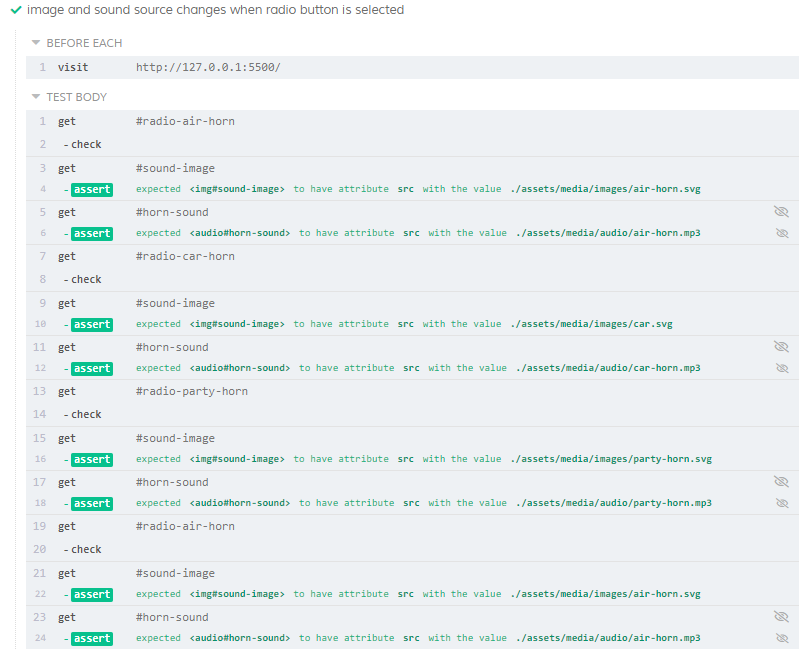 image and sound source changes when radio button is selected
BEFORE EACH
1 visit http://127.0.0.1:5500/
TEST BODY
1 get #radio-air-horn
2 -check
3 get #sound-image
4 -assert expected <img#sound-image> to have attribute src with the value ./assets/media/images/air-horn.svg
5 get #horn-sound
6 -assert expected <audio#horn-sound> to have attribute src with the value ./assets/media/audio/air-horn.mp3
7 get #radio-car-horn
8 -check
9 get #sound-image
10 -assert expected <img#sound-image> to have attribute src with the value ./assets/media/images/car.svg
11 get #horn-sound
12 -assert expected <audio#horn-sound> to have attribute src with the value ./assets/media/audio/car-horn.mp3
13 get #radio-party-horn
14 -check
15 get #sound-image
16 -assert expected <img#sound-image> to have attribute src with the value ./assets/media/images/party-horn.svg
17 get #horn-sound
18 -assert expected <audio#horn-sound> to have attribute src with the value ./assets/media/audio/party-horn.mp3
19 get #radio-air-horn
20 -check
21 get #sound-image
22 -assert expected <img#sound-image> to have attribute src with the value ./assets/media/images/air-horn.svg
23 get #horn-sound
24 -assert expected <audio#horn-sound> to have attribute src with the value ./assets/media/audio/air-horn.mp3